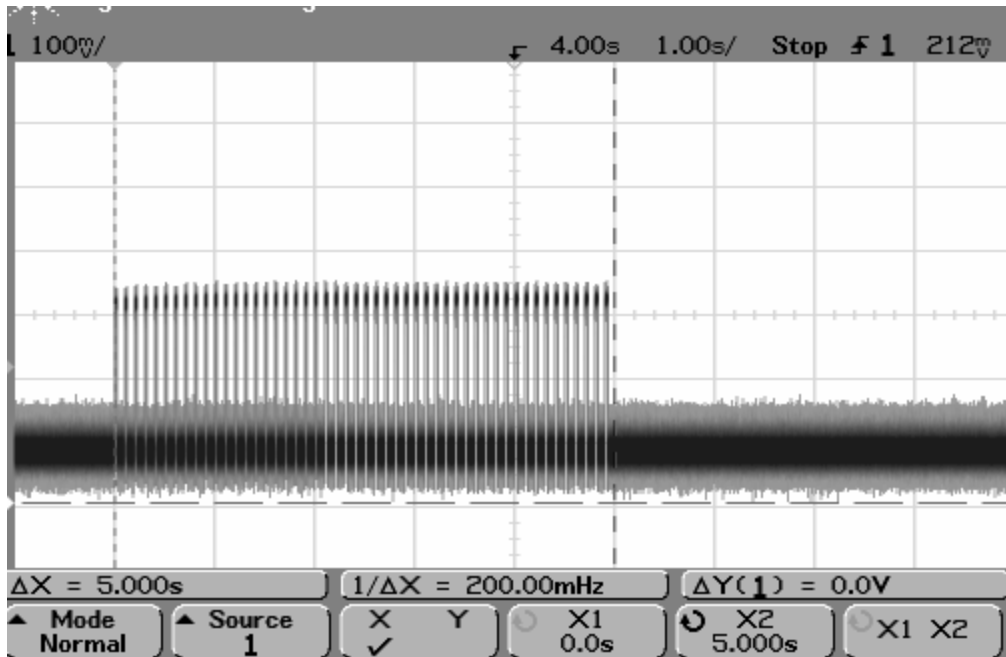 1 100mV/ 4.00s 1.00s/ Stop 1 212mV
ΔX = 5.000s 1/ΔX = 200.00mHz ΔY(1) = 0.0V
Mode Source X Y X1 X2 X1 X2
Normal 1 ✓ 0.0s 5.000s